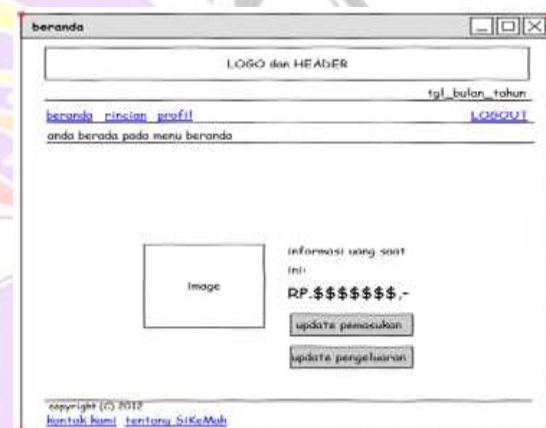 beranda
LOGO dan HEADER
tgl_bulan_tahun
beranda rincian profil LOGOUT
anda berada pada menu beranda
Image
informasi uang saat
ini:
RP.$$$$$$$,-
update pemasukan
update pengeluaran
copyright (C) 2012
kontak kami tentang SiKeMah